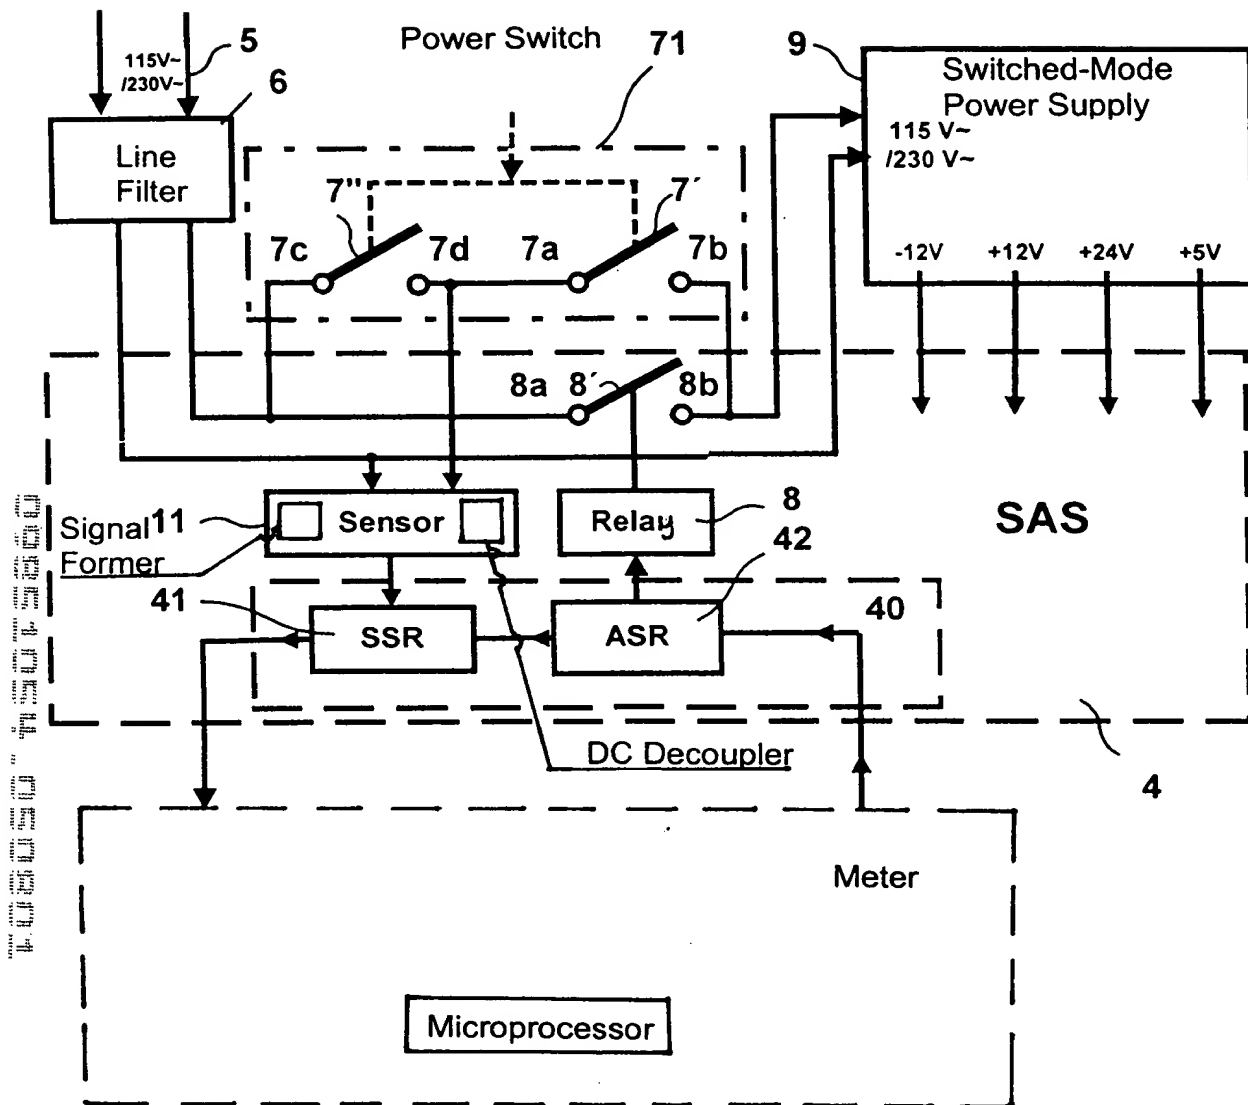 5
Power Switch
71
9
115V~
/230V~
6
Switched-Mode
Power Supply
115 V~
/230 V~
Line
Filter
7"
7´
7c
7d
7a
7b
-12V
+12V
+24V
+5V
8a
8´
8b
Signal
Former
11
Sensor
Relay
8
SAS
42
41
40
SSR
ASR
DC Decoupler
4
Meter
Microprocessor